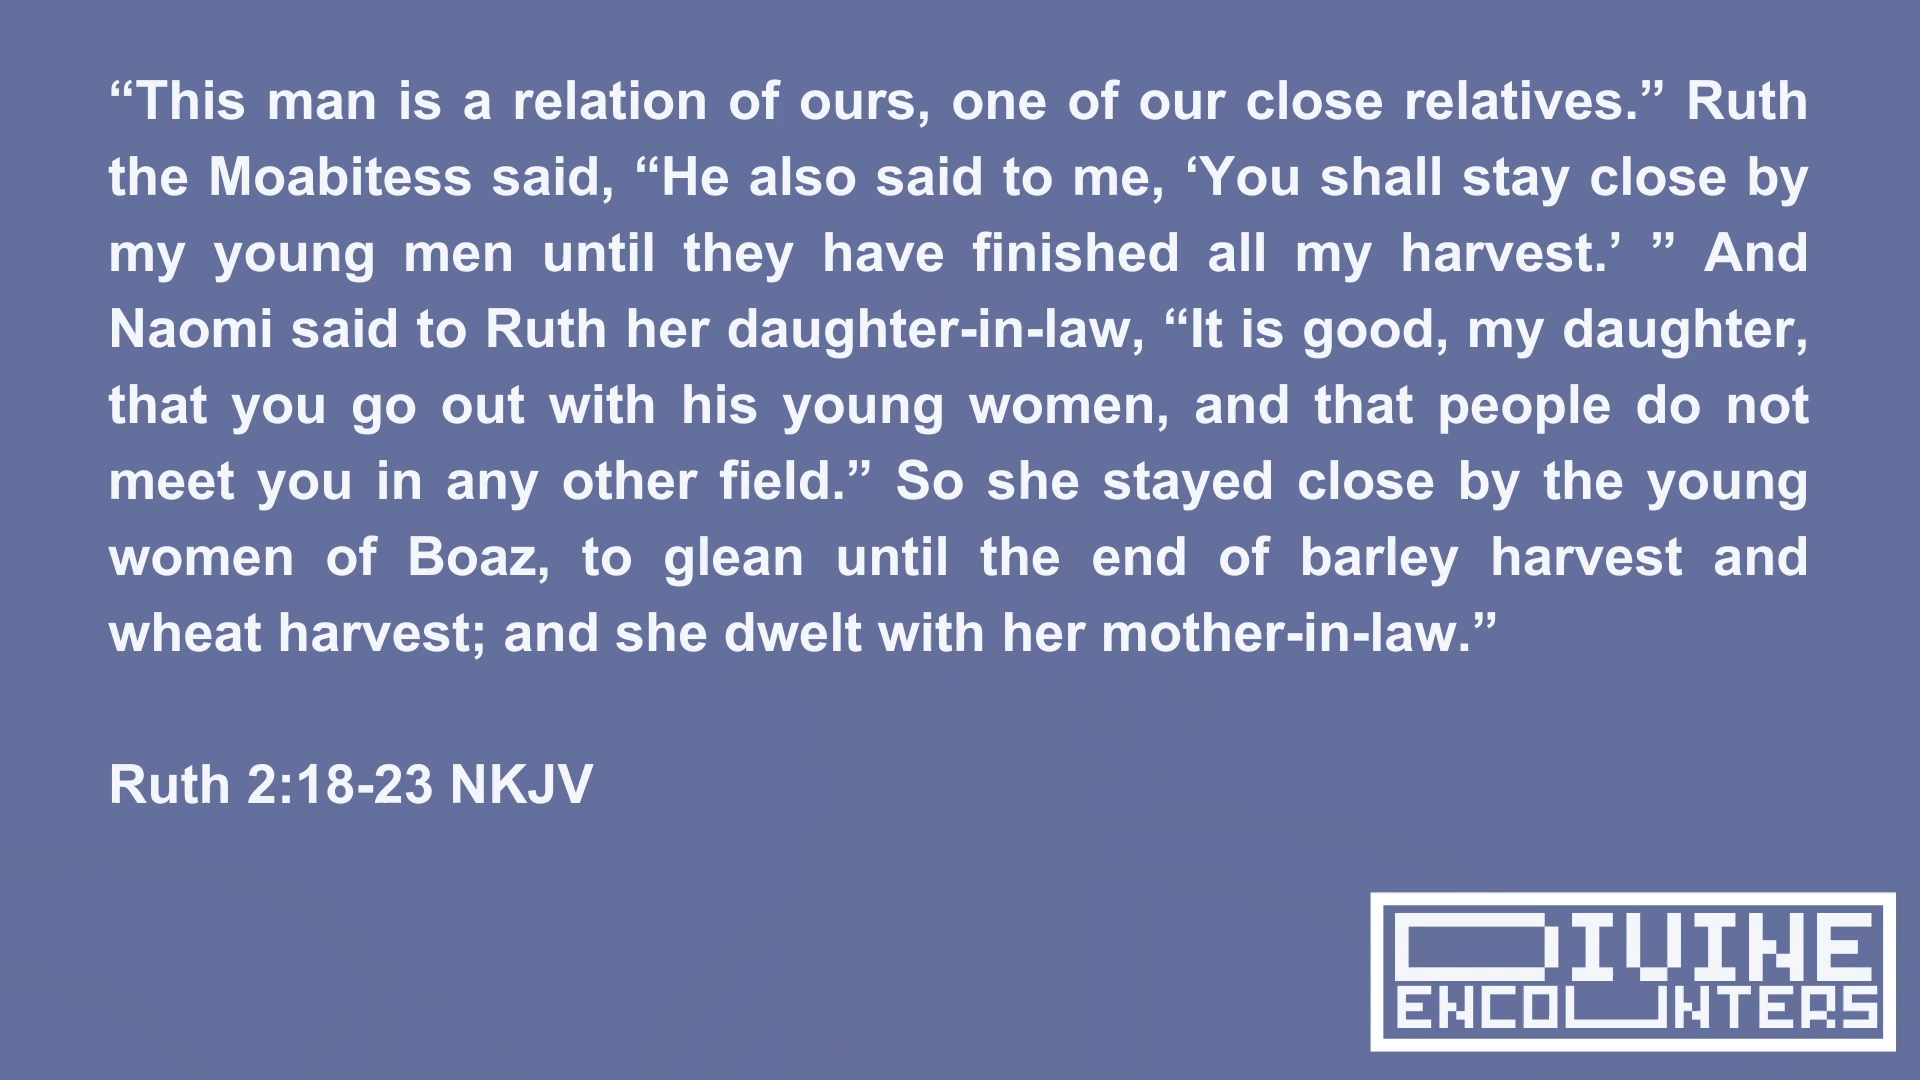 “This man is a relation of ours, one of our close relatives.” Ruth
the Moabitess said, “He also said to me, ‘You shall stay close by
my young men until they have finished all my harvest.’ ” And
Naomi said to Ruth her daughter-in-law, “It is good, my daughter,
that you go out with his young women, and that people do not
meet you in any other field.” So she stayed close by the young
women of Boaz, to glean until the end of barley harvest and
wheat harvest; and she dwelt with her mother-in-law.”
Ruth 2:18-23 NKJV
DIVINE
ENCOUNTERS